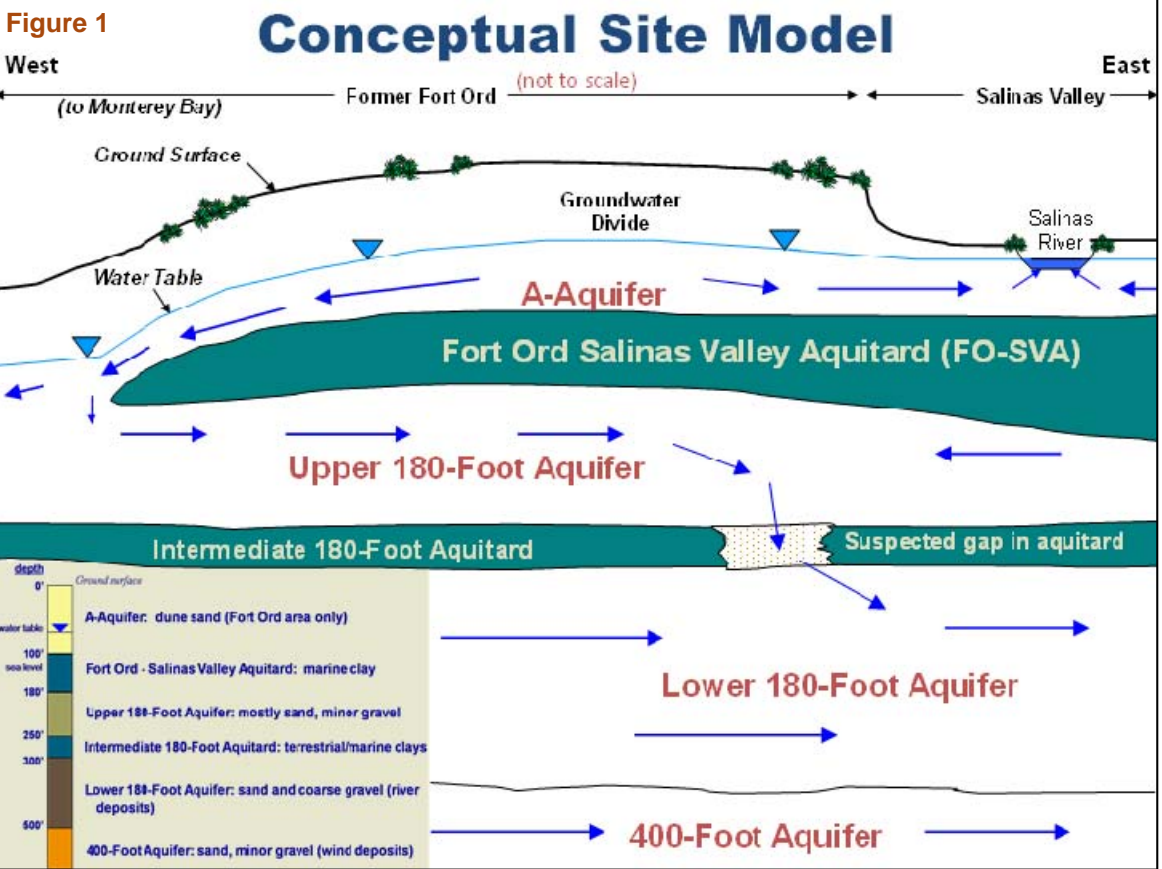 Figure 1
Conceptual Site Model
(not to scale)
West
East
(to Monterey Bay)
Former Fort Ord
Salinas Valley
Ground Surface
Groundwater
Divide
Salinas
River
Water Table
A-Aquifer
Fort Ord Salinas Valley Aquitard (FO-SVA)
Upper 180-Foot Aquifer
Intermediate 180-Foot Aquitard
Suspected gap in aquitard
Lower 180-Foot Aquifer
400-Foot Aquifer
depth
0'
Ground surface
A-Aquifer: dune sand (Fort Ord area only)
water table
100'
sea level
Fort Ord - Salinas Valley Aquitard: marine clay
180'
Upper 180-Foot Aquifer: mostly sand, minor gravel
250'
Intermediate 180-Foot Aquitard: terrestrial/marine clays
300'
Lower 180-Foot Aquifer: sand and coarse gravel (river
deposits)
500'
400-Foot Aquifer: sand, minor gravel (wind deposits)